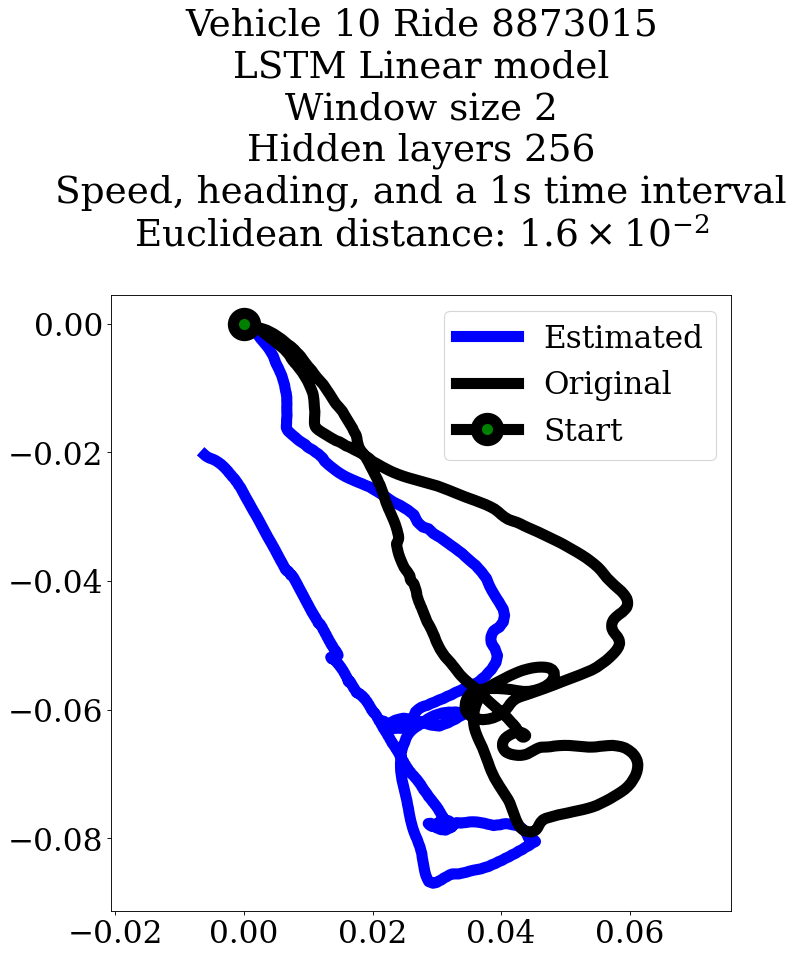 Vehicle 10 Ride 8873015
LSTM Linear model
Window size 2
Hidden layers 256
Speed, heading, and a 1s time interval
Euclidean distance: 1.6 × 10⁻²
Estimated
Original
Start
0.00
−0.02
−0.04
−0.06
−0.08
−0.02 0.00 0.02 0.04 0.06